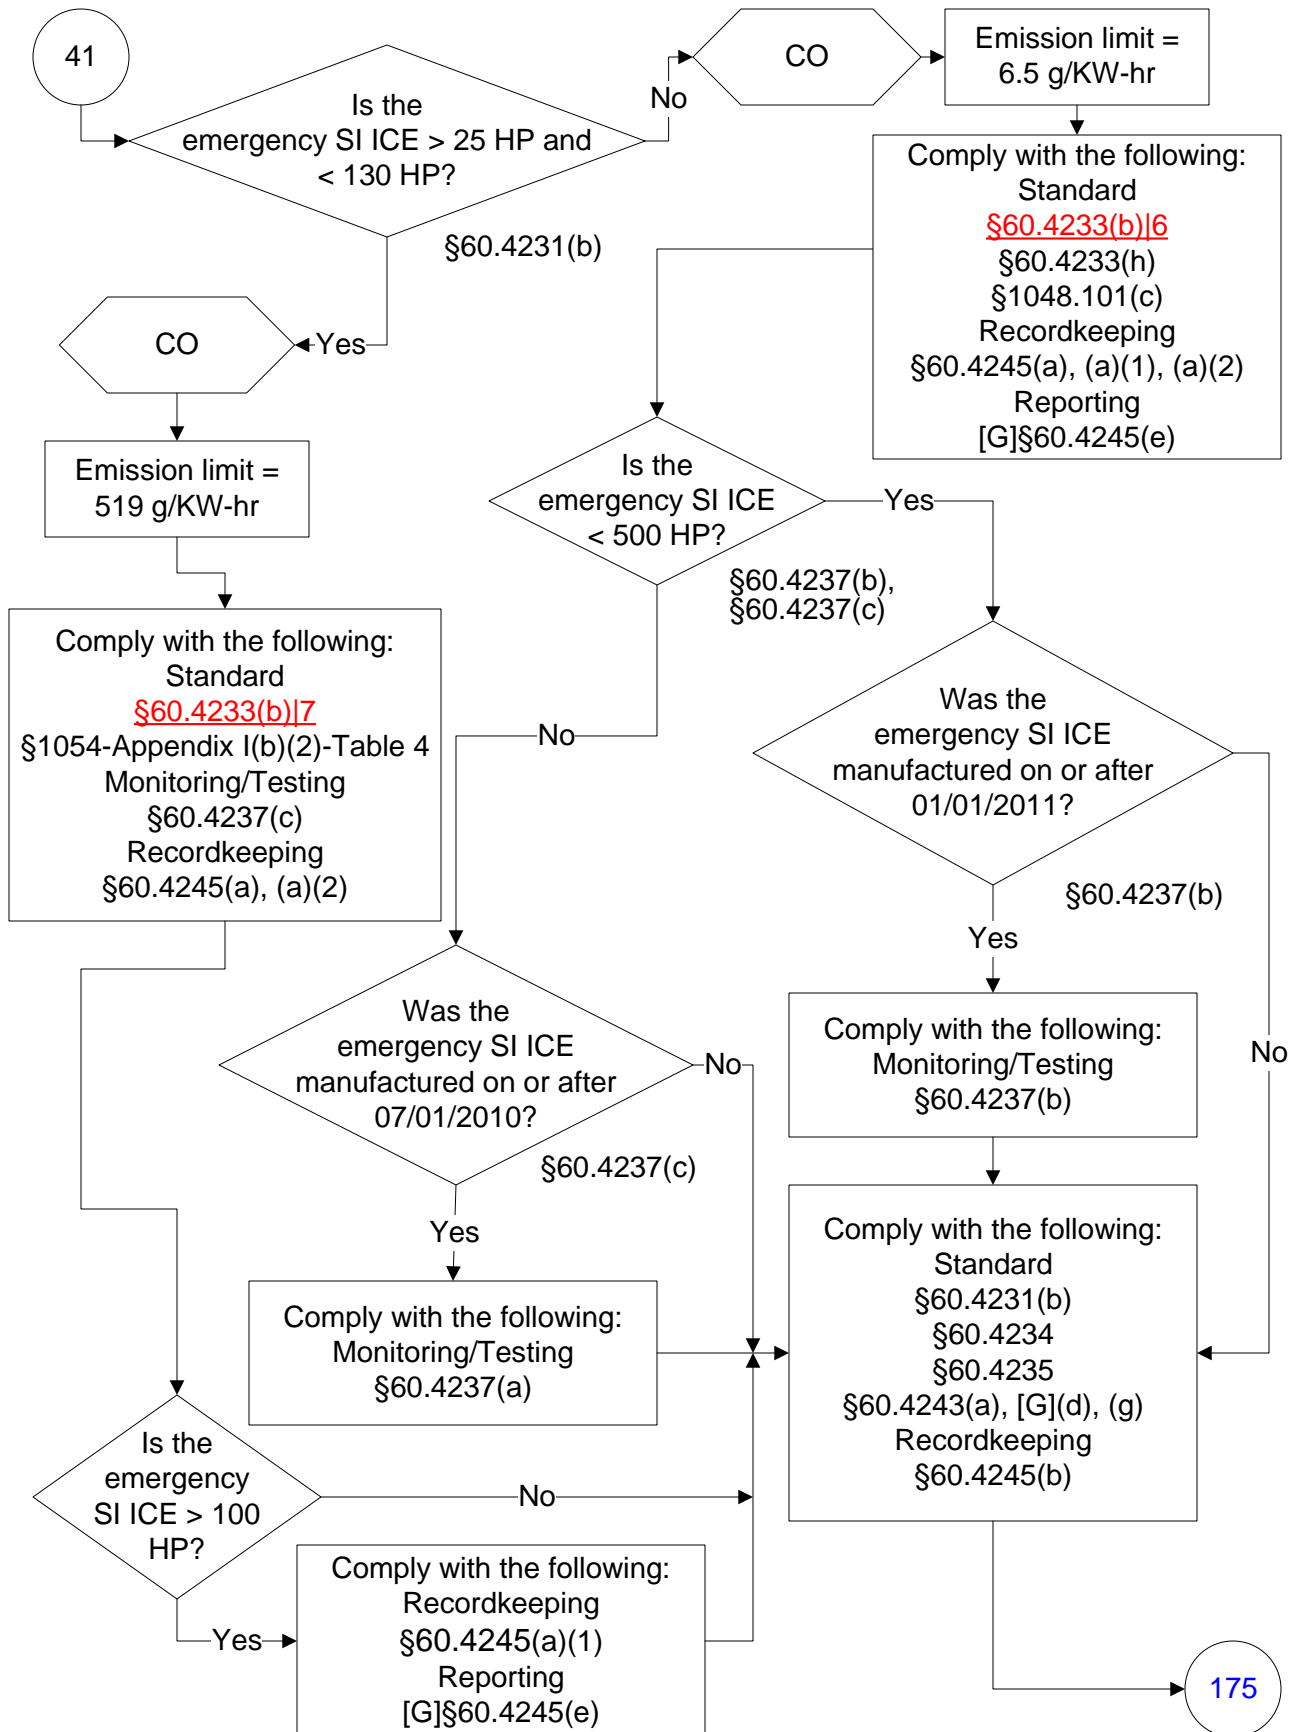 41
Is the
emergency SI ICE > 25 HP and
< 130 HP?
No
CO
Emission limit =
6.5 g/KW-hr
Comply with the following:
Standard
§60.4233(b)|6
§60.4233(h)
§1048.101(c)
Recordkeeping
§60.4245(a), (a)(1), (a)(2)
Reporting
[G]§60.4245(e)
§60.4231(b)
CO
Yes
Emission limit =
519 g/KW-hr
Is the
emergency SI ICE
< 500 HP?
Yes
§60.4237(b),
§60.4237(c)
Comply with the following:
Standard
§60.4233(b)|7
§1054-Appendix I(b)(2)-Table 4
Monitoring/Testing
§60.4237(c)
Recordkeeping
§60.4245(a), (a)(2)
No
Was the
emergency SI ICE
manufactured on or after
01/01/2011?
§60.4237(b)
Yes
No
Was the
emergency SI ICE
manufactured on or after
07/01/2010?
No
§60.4237(c)
Yes
Comply with the following:
Monitoring/Testing
§60.4237(b)
Comply with the following:
Monitoring/Testing
§60.4237(a)
Comply with the following:
Standard
§60.4231(b)
§60.4234
§60.4235
§60.4243(a), [G](d), (g)
Recordkeeping
§60.4245(b)
Is the
emergency
SI ICE > 100
HP?
No
Yes
Comply with the following:
Recordkeeping
§60.4245(a)(1)
Reporting
[G]§60.4245(e)
175